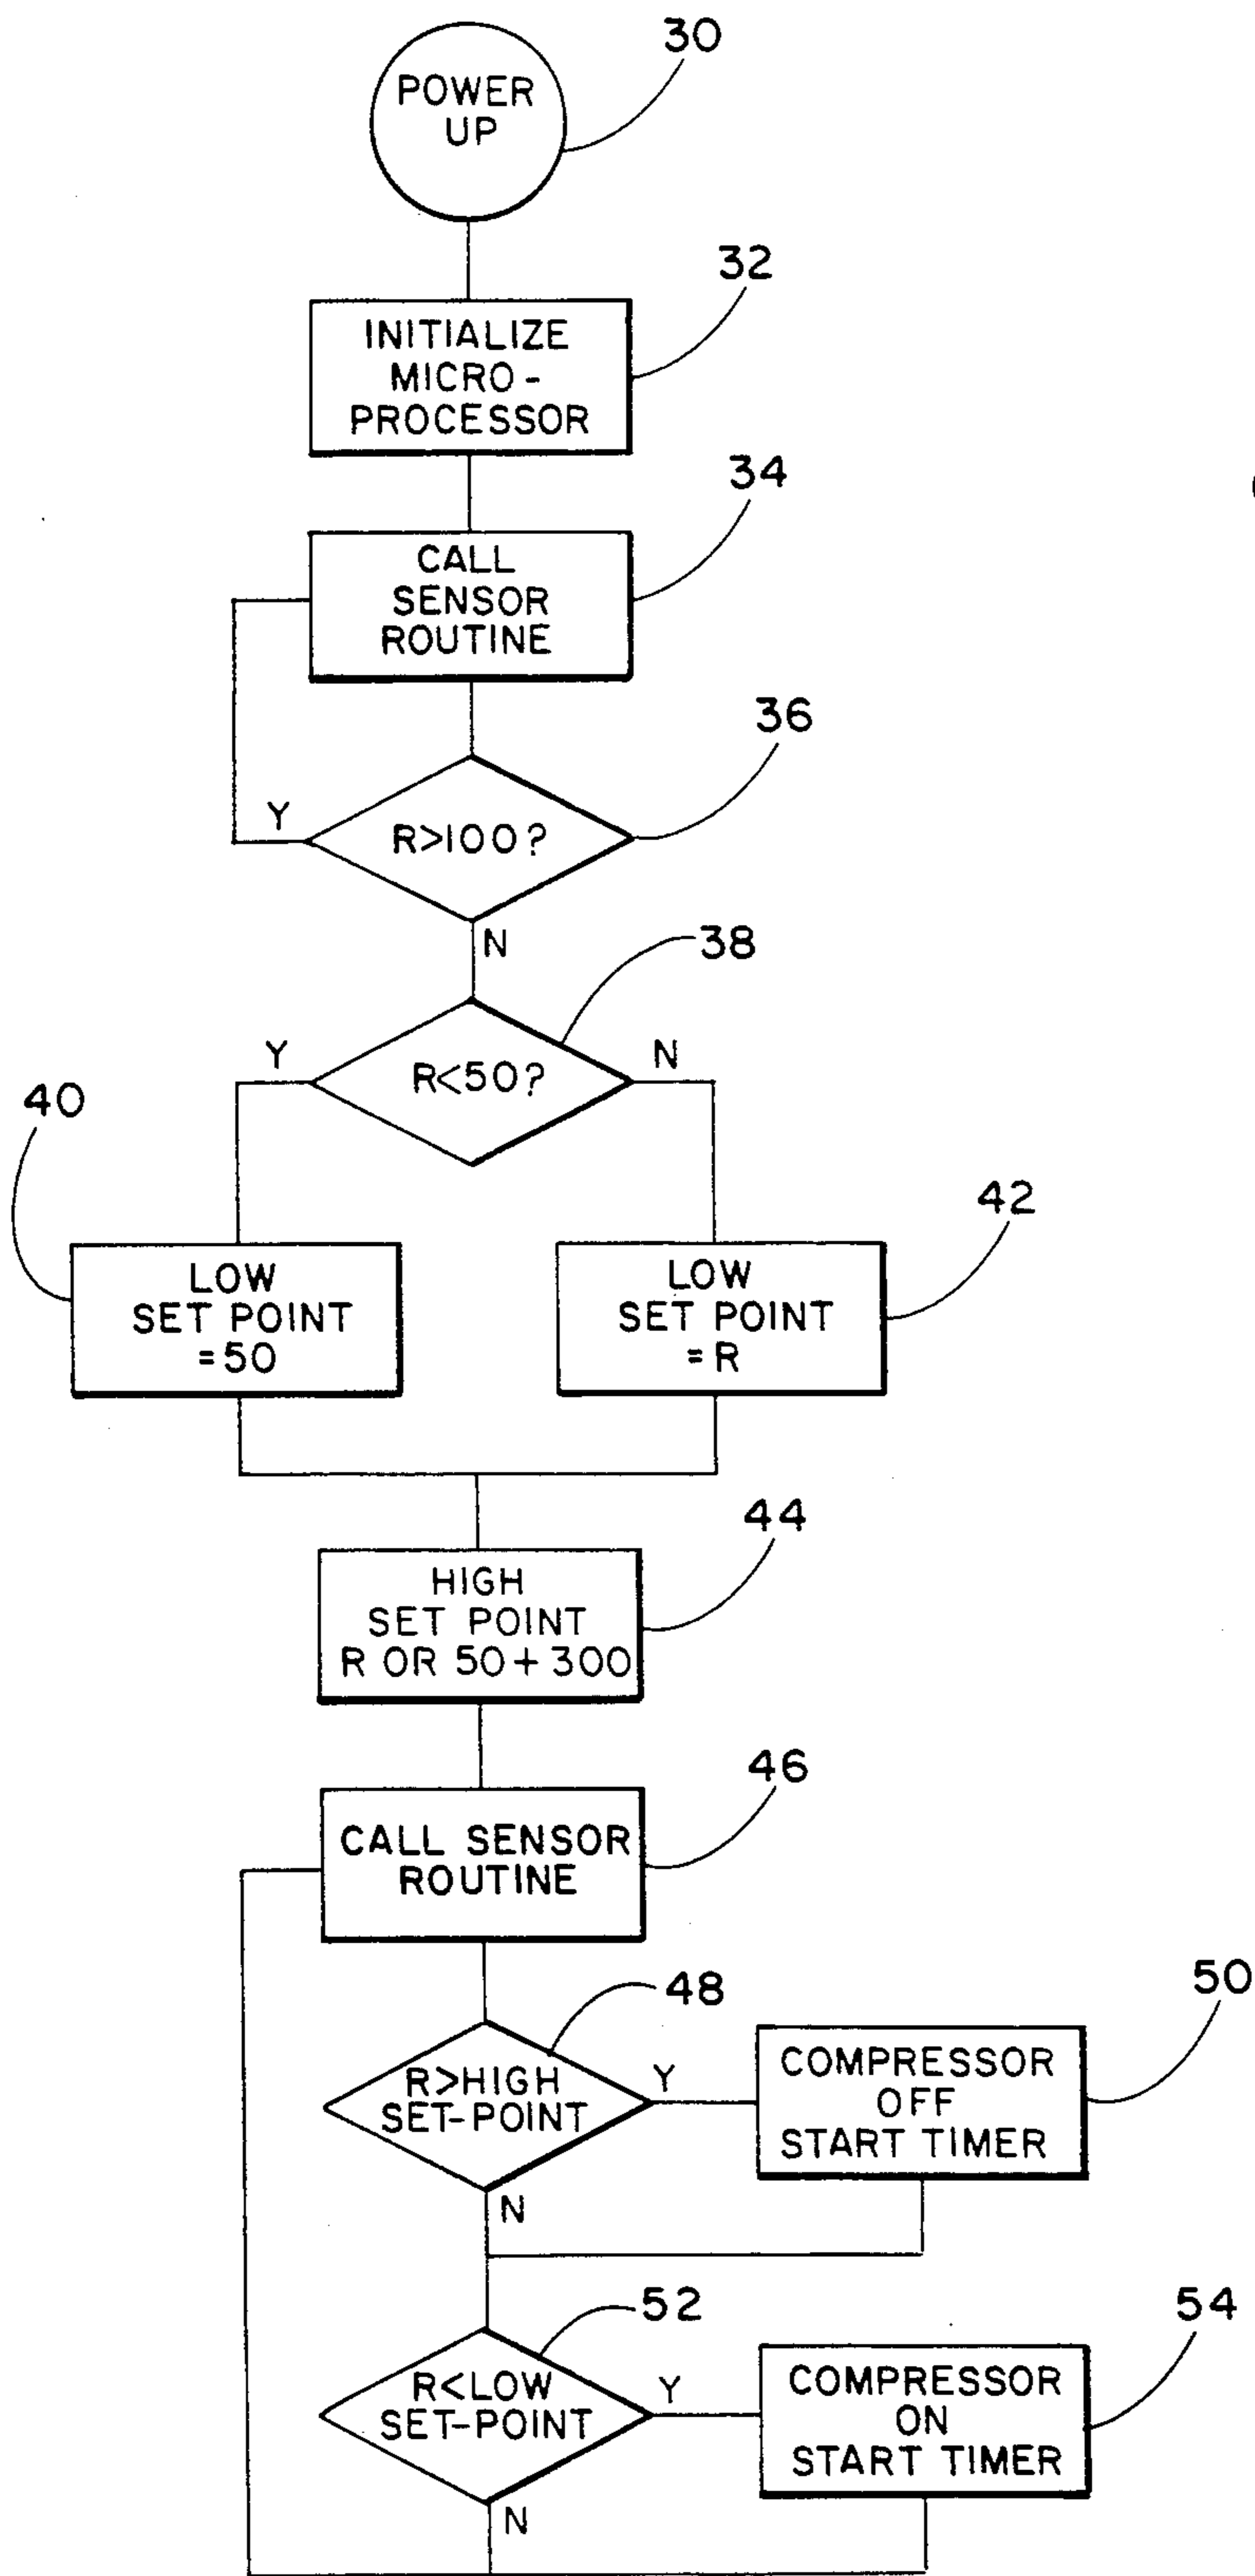 30
POWER
UP
32
INITIALIZE
MICRO-
PROCESSOR
34
CALL
SENSOR
ROUTINE
36
Y
R>100?
N
38
Y
R<50?
N
40
LOW
SET POINT
=50
42
LOW
SET POINT
=R
44
HIGH
SET POINT
R OR 50+300
46
CALL SENSOR
ROUTINE
48
R>HIGH
SET-POINT
Y
N
50
COMPRESSOR
OFF
START TIMER
52
R<LOW
SET-POINT
Y
N
54
COMPRESSOR
ON
START TIMER